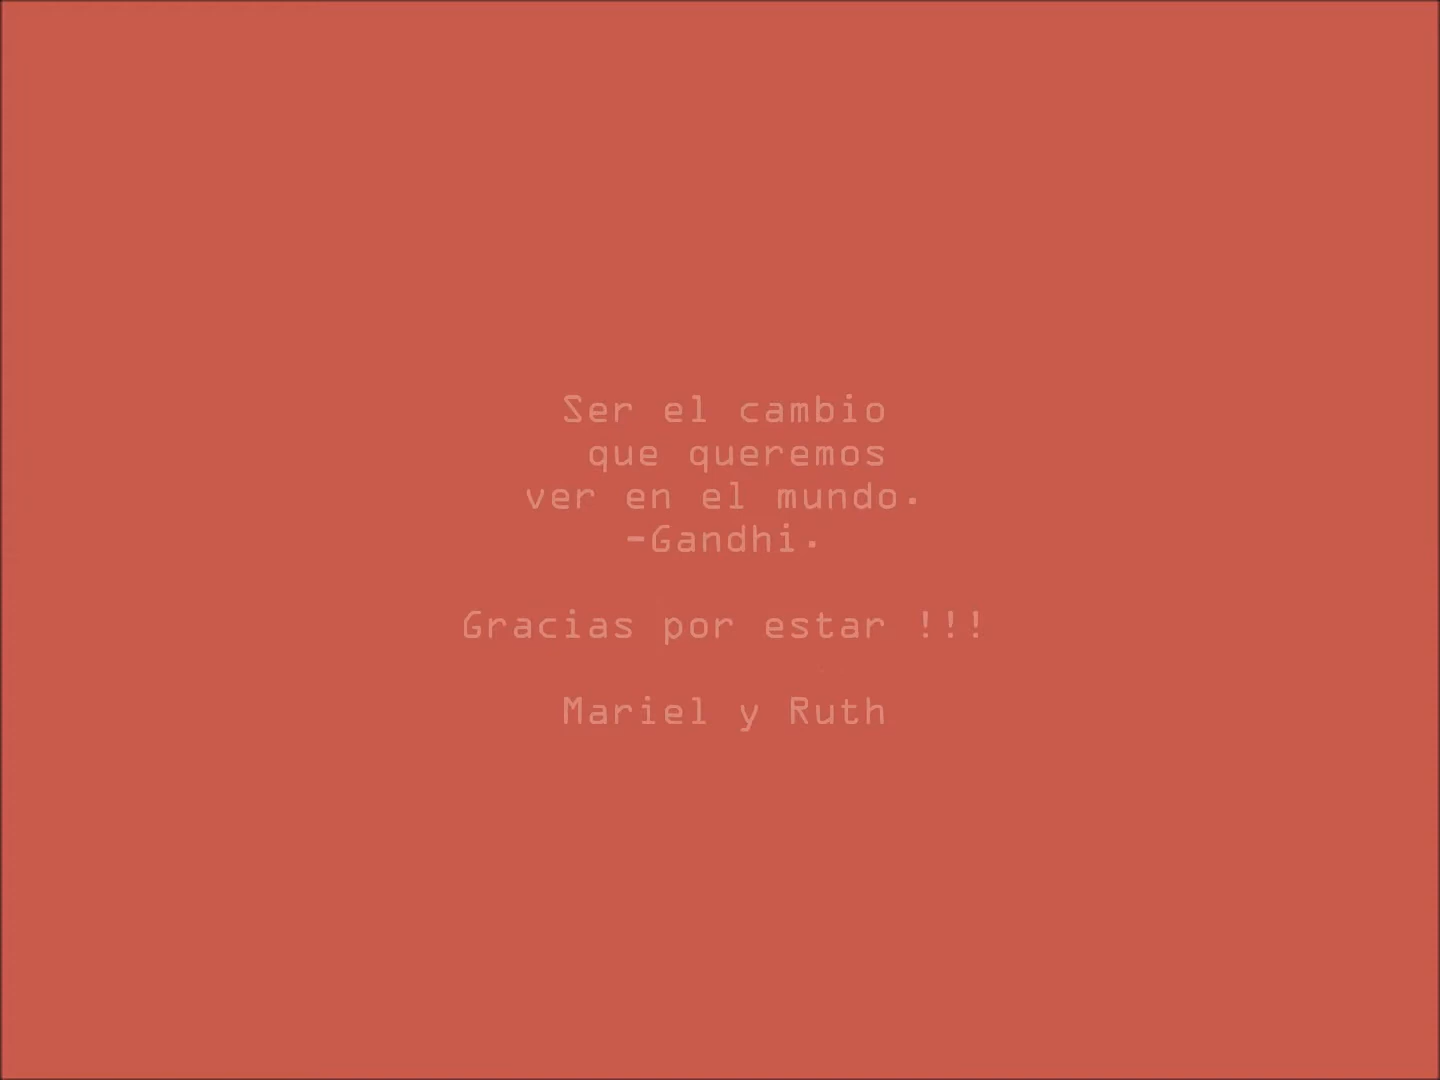 Ser el cambio
que queremos
ver en el mundo.
-Gandhi.
Gracias por estar !!!
Mariel y Ruth